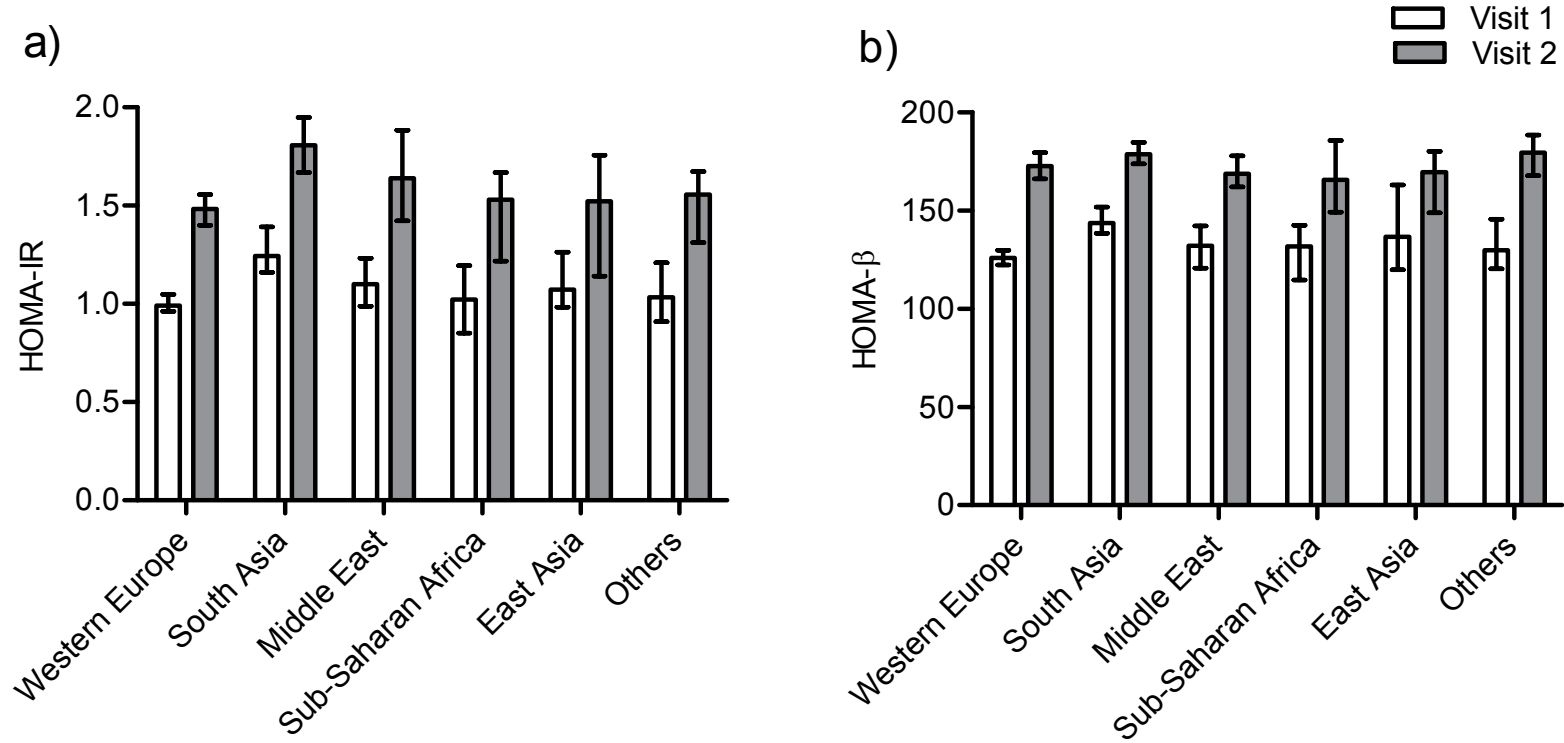 a)
HOMA-IR
2.0
1.5
1.0
0.5
0.0
Western Europe
South Asia
Middle East
Sub-Saharan Africa
East Asia
Others
b)
Visit 1
Visit 2
HOMA-β
200
150
100
50
0
Western Europe
South Asia
Middle East
Sub-Saharan Africa
East Asia
Others